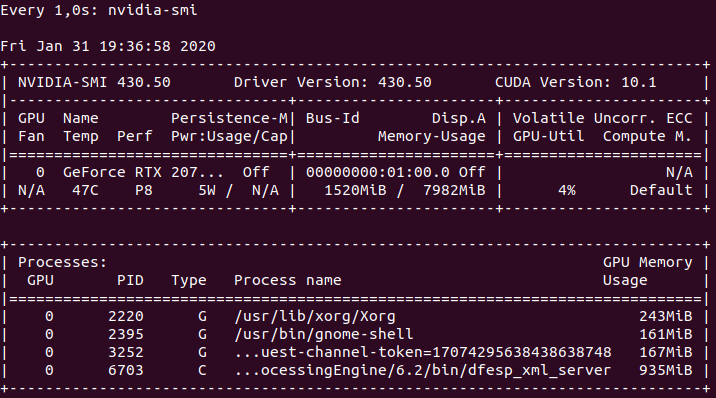 Every 1,0s: nvidia-smi
Fri Jan 31 19:36:58 2020
+-----------------------------------------------------------------------------+
| NVIDIA-SMI 430.50       Driver Version: 430.50       CUDA Version: 10.1     |
|-------------------------------+----------------------+----------------------+
| GPU  Name        Persistence-M| Bus-Id        Disp.A | Volatile Uncorr. ECC |
| Fan  Temp  Perf  Pwr:Usage/Cap|         Memory-Usage | GPU-Util  Compute M. |
|===============================+======================+======================|
|   0  GeForce RTX 207...  Off  | 00000000:01:00.0 Off |                  N/A |
| N/A   47C    P8     5W /  N/A |   1520MiB /  7982MiB |      4%      Default |
+-------------------------------+----------------------+----------------------+
+-----------------------------------------------------------------------------+
| Processes:                                                       GPU Memory |
|  GPU       PID   Type   Process name                             Usage      |
|=============================================================================|
|    0      2220      G   /usr/lib/xorg/Xorg                           243MiB |
|    0      2395      G   /usr/bin/gnome-shell                         161MiB |
|    0      3252      G   ...uest-channel-token=17074295638438638748   167MiB |
|    0      6703      C   ...ocessingEngine/6.2/bin/dfesp_xml_server   935MiB |
+-----------------------------------------------------------------------------+